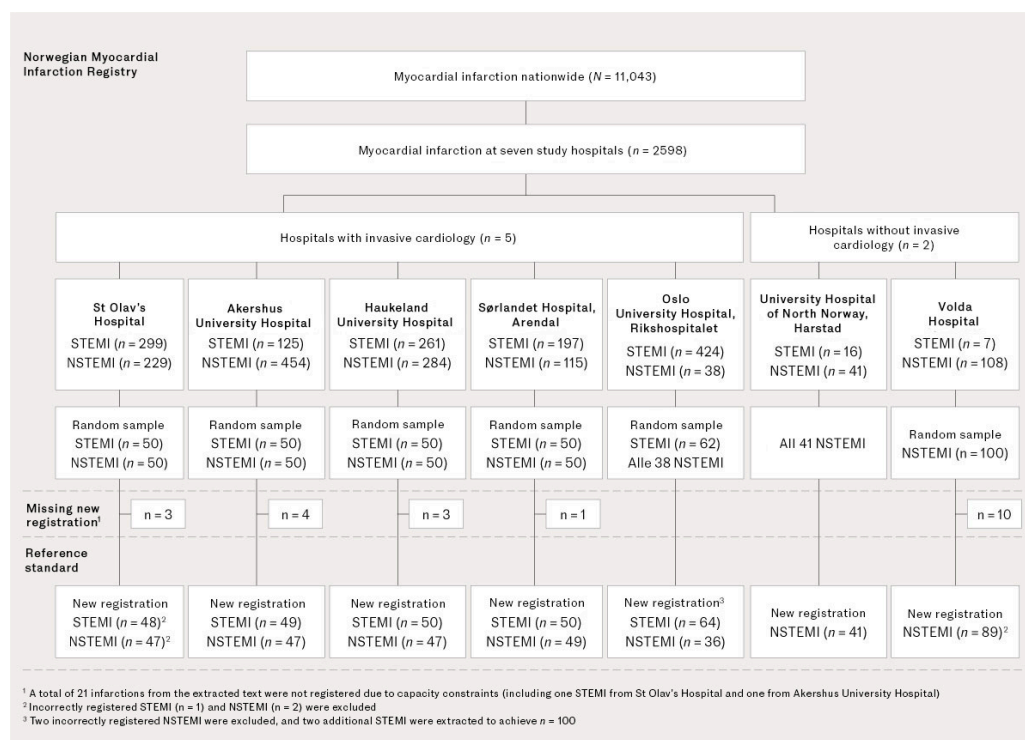 Norwegian Myocardial
Infarction Registry
Myocardial infarction nationwide (N = 11,043)
Myocardial infarction at seven study hospitals (n = 2598)
Hospitals with invasive cardiology (n = 5)
Hospitals without invasive
cardiology (n = 2)
St Olav's
Hospital
STEMI (n = 299)
NSTEMI (n = 229)
Akershus
University Hospital
STEMI (n = 125)
NSTEMI (n = 454)
Haukeland
University Hospital
STEMI (n = 261)
NSTEMI (n = 284)
Sørlandet Hospital,
Arendal
STEMI (n = 197)
NSTEMI (n = 115)
Oslo
University Hospital,
Rikshospitalet
STEMI (n = 424)
NSTEMI (n = 38)
University Hospital
of North Norway,
Harstad
STEMI (n = 16)
NSTEMI (n = 41)
Volda
Hospital
STEMI (n = 7)
NSTEMI (n = 108)
Random sample
STEMI (n = 50)
NSTEMI (n = 50)
Random sample
STEMI (n = 50)
NSTEMI (n = 50)
Random sample
STEMI (n = 50)
NSTEMI (n = 50)
Random sample
STEMI (n = 50)
NSTEMI (n = 50)
Random sample
STEMI (n = 62)
Alle 38 NSTEMI
All 41 NSTEMI
Random sample
NSTEMI (n = 100)
Missing new
registration¹
n = 3
n = 4
n = 3
n = 1
n = 10
Reference
standard
New registration
STEMI (n = 48)²
NSTEMI (n = 47)²
New registration
STEMI (n = 49)
NSTEMI (n = 47)
New registration
STEMI (n = 50)
NSTEMI (n = 47)
New registration
STEMI (n = 50)
NSTEMI (n = 49)
New registration³
STEMI (n = 64)
NSTEMI (n = 36)
New registration
NSTEMI (n = 41)
New registration
NSTEMI (n = 89)²
¹ A total of 21 infarctions from the extracted text were not registered due to capacity constraints (including one STEMI from St Olav's Hospital and one from Akershus University Hospital)
² Incorrectly registered STEMI (n = 1) and NSTEMI (n = 2) were excluded
³ Two incorrectly registered NSTEMI were excluded, and two additional STEMI were extracted to achieve n = 100